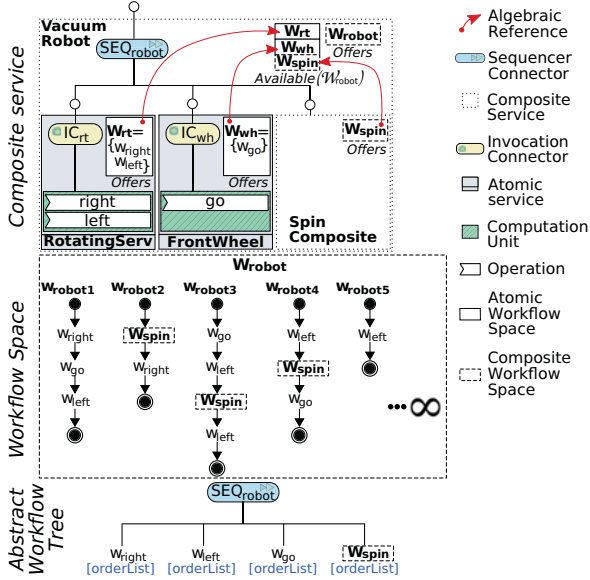 Vacuum
Robot
SEQrobot
Wrt
Wwh
Wspin
Wrobot
Offers
Available(Wrobot)
ICrt
Wrt=
{wright
wleft}
Offers
right
left
RotatingServ
ICwh
Wwh=
{wgo}
Offers
go
FrontWheel
Wspin
Offers
Spin
Composite
Composite service
Algebraic
Reference
Sequencer
Connector
Composite
Service
Invocation
Connector
Atomic
service
Computation
Unit
Operation
Atomic
Workflow
Space
Composite
Workflow
Space
Workflow Space
Wrobot
wrobot1 wrobot2 wrobot3 wrobot4 wrobot5
wright Wspin wgo wleft wleft
wgo wright wleft Wspin
wleft Wspin wgo
wleft
...∞
Abstract
Workflow
Tree
SEQrobot
wright wleft wgo Wspin
[orderList] [orderList] [orderList] [orderList]